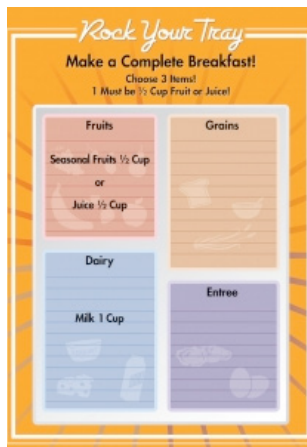 Rock Your Tray
Make a Complete Breakfast!
Choose 3 Items!
1 Must be ½ Cup Fruit or Juice!
Fruits
Seasonal Fruits ½ Cup
or
Juice ½ Cup
Grains
Dairy
Milk 1 Cup
Entree